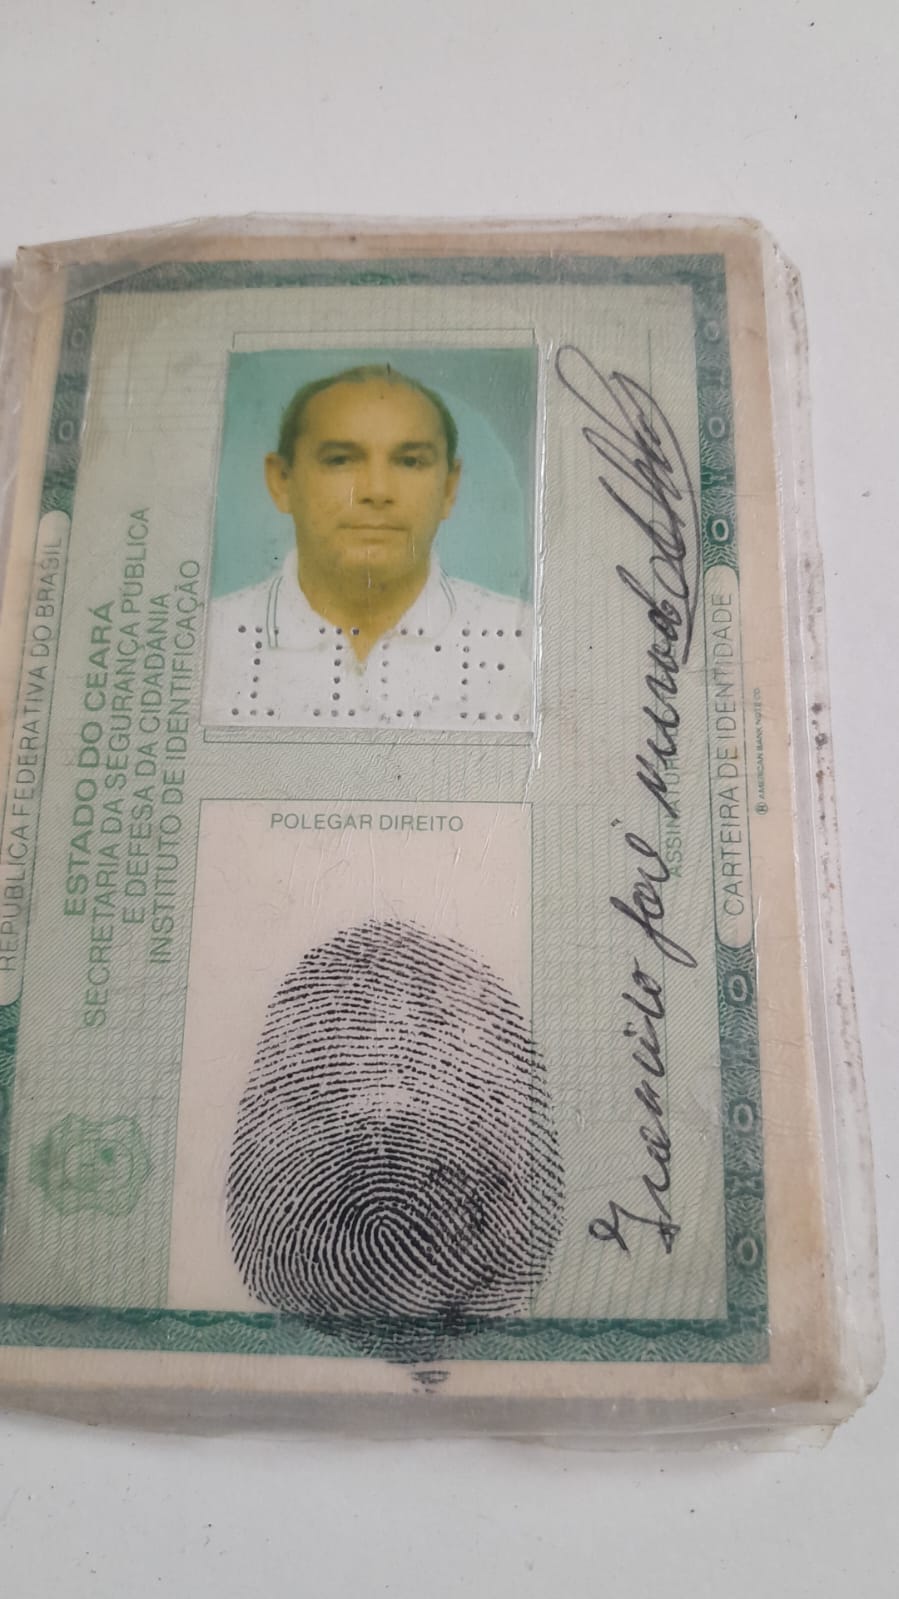 REPÚBLICA FEDERATIVA DO BRASIL
ESTADO DO CEARÁ
SECRETARIA DA SEGURANÇA PÚBLICA
E DEFESA DA CIDADANIA
INSTITUTO DE IDENTIFICAÇÃO
POLEGAR DIREITO
Francisco José
ASSINATURA
CARTEIRA DE IDENTIDADE
® AMERICAN BANK NOTE CO.